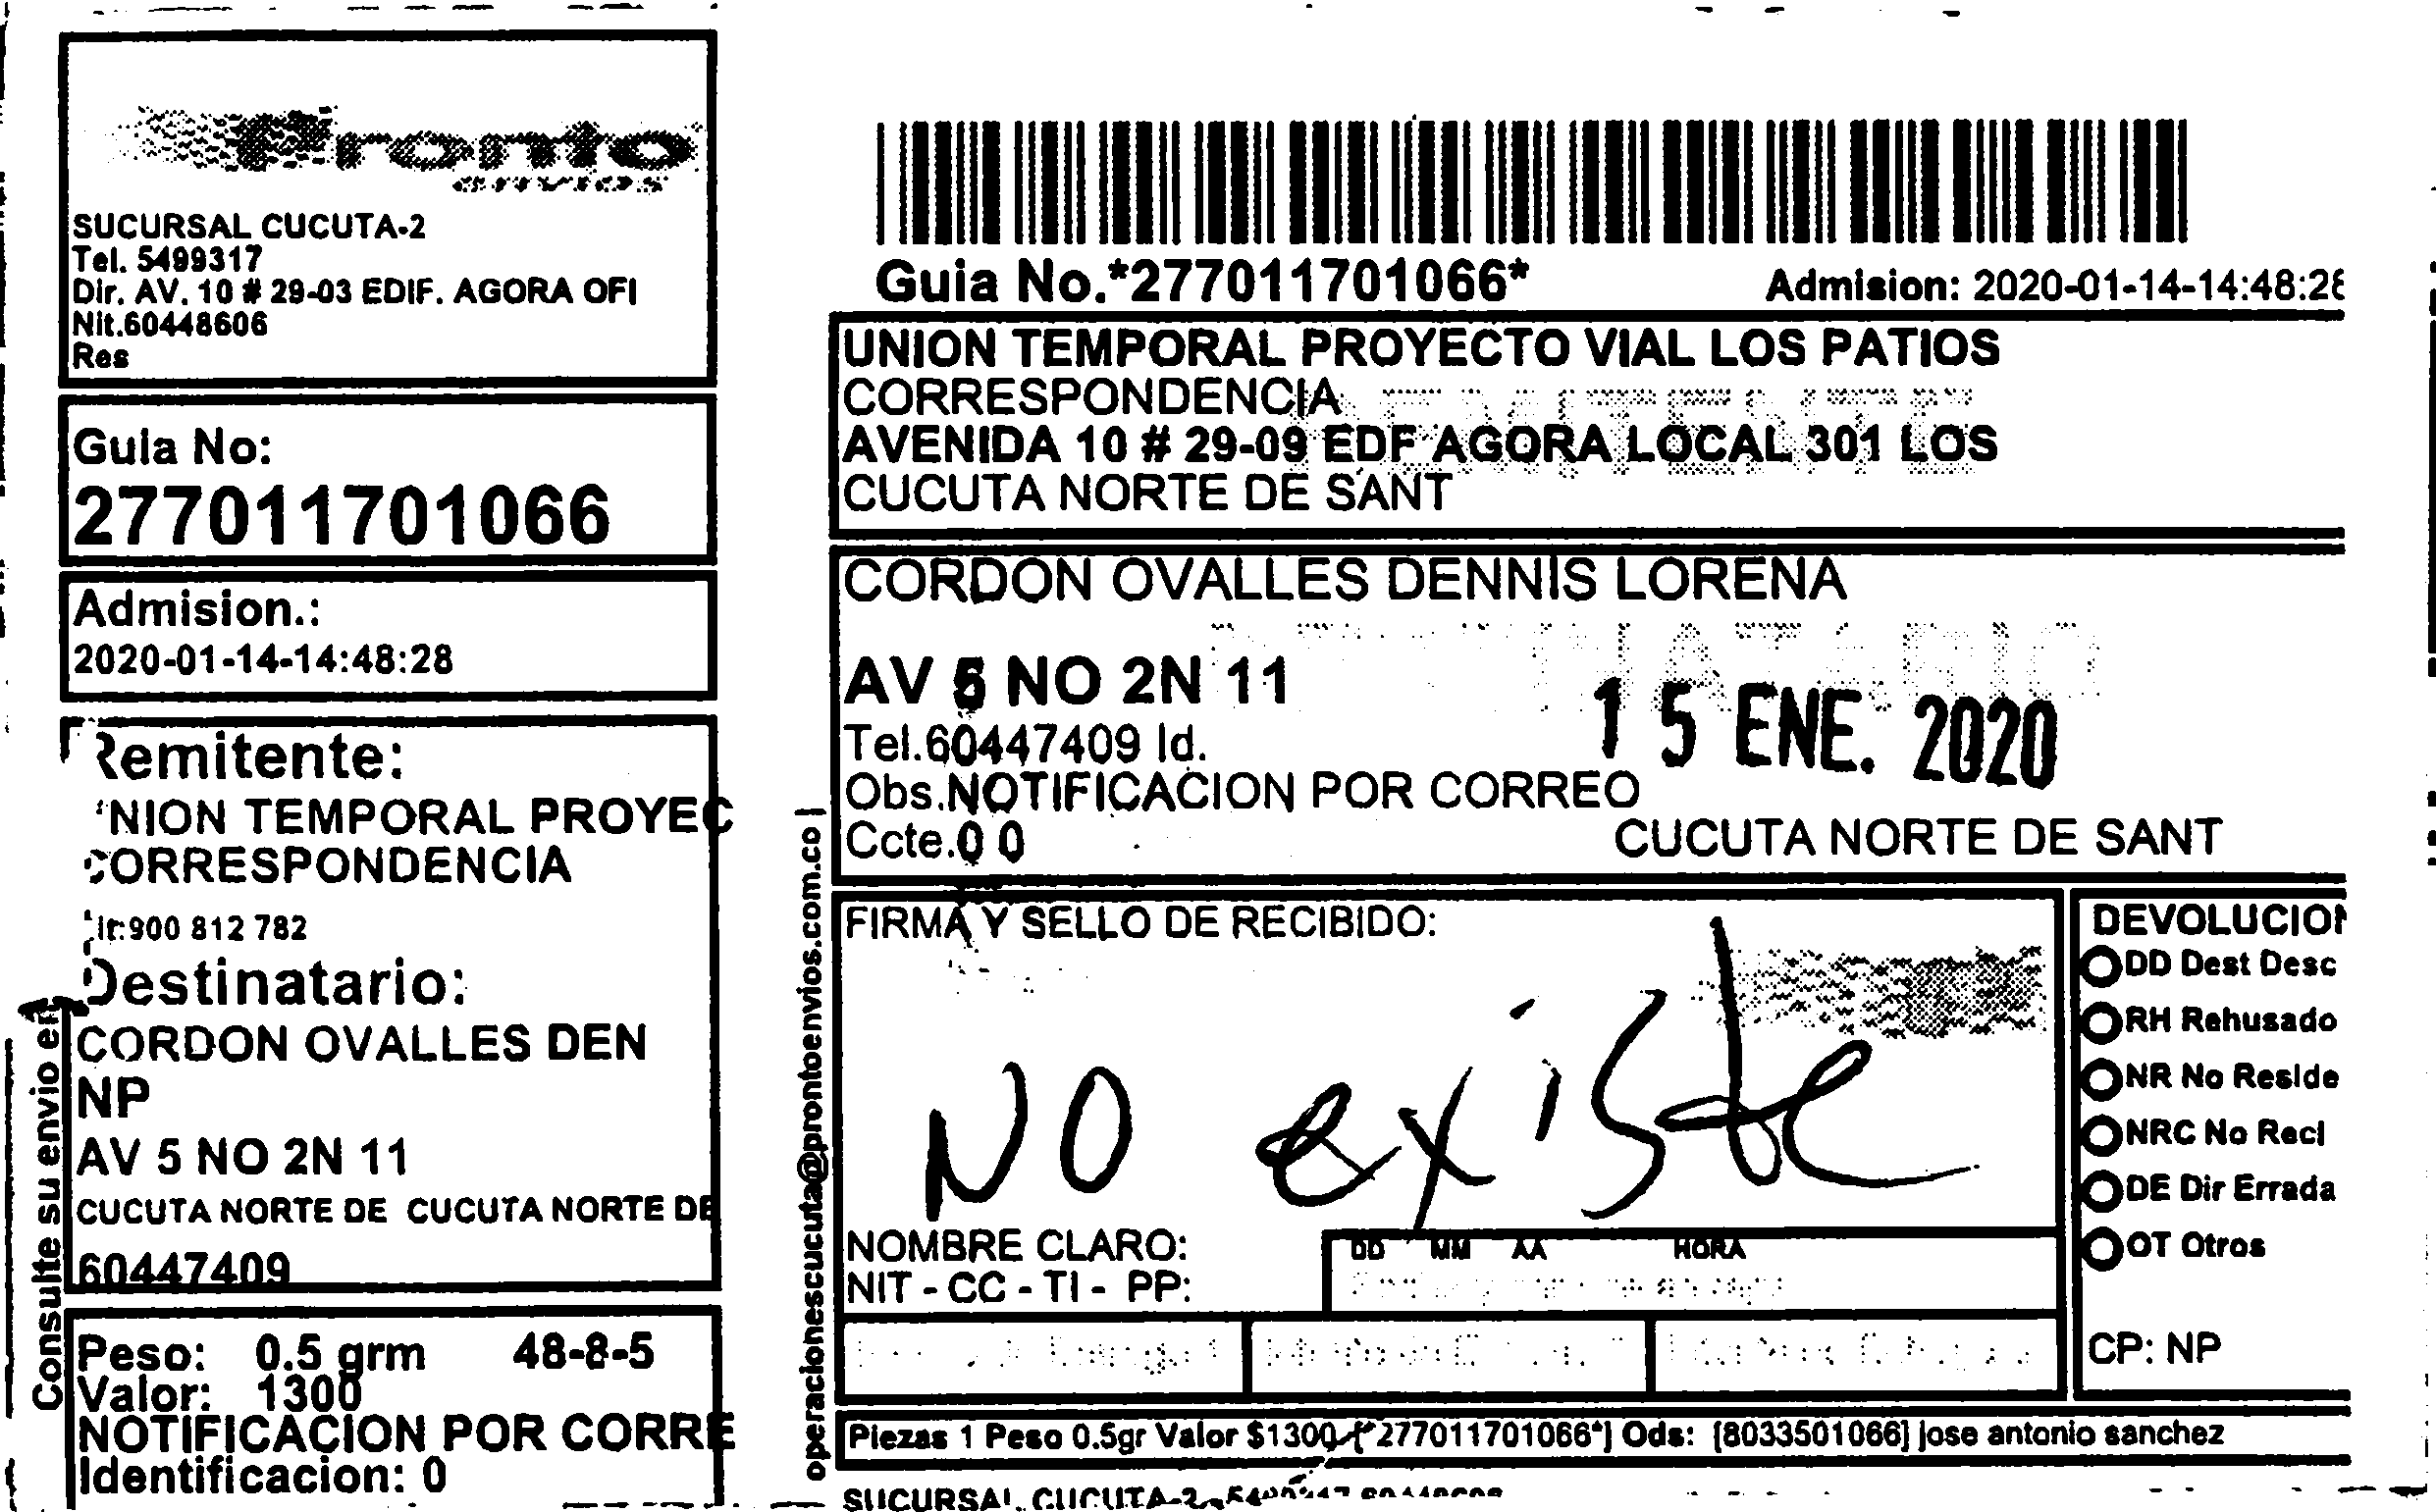 Pronto
envios
SUCURSAL CUCUTA-2
Tel. 5499317
Dir. AV. 10 # 29-03 EDIF. AGORA OFI
Nit.60448606
Res
Guia No:
277011701066
Admision.:
2020-01-14-14:48:28
Remitente:
UNION TEMPORAL PROYEC
CORRESPONDENCIA
Nit:900 812 782
Destinatario:
CORDON OVALLES DEN
NP
AV 5 NO 2N 11
CUCUTA NORTE DE CUCUTA NORTE DE
60447409
Peso: 0.5 grm 48-8-5
Valor: 1300
NOTIFICACION POR CORRE
Identificacion: 0
Consulte su envio en
operacionescucuta@prontoenvios.com.co |
Guia No.*277011701066*
Admision: 2020-01-14-14:48:28
UNION TEMPORAL PROYECTO VIAL LOS PATIOS
CORRESPONDENCIA
REMITENTE
AVENIDA 10 # 29-09 EDF AGORA LOCAL 301 LOS
CUCUTA NORTE DE SANT
CORDON OVALLES DENNIS LORENA
DESTINATARIO
AV 5 NO 2N 11
15 ENE. 2020
Tel.60447409 Id.
Obs.NOTIFICACION POR CORREO
Ccte.0 0
CUCUTA NORTE DE SANT
FIRMA Y SELLO DE RECIBIDO:
NO existe
NOMBRE CLARO:
NIT - CC - TI - PP:
DD MM AA HORA
DEVOLUCION
DD Dest Desc
RH Rehusado
NR No Reside
NRC No Recl
DE Dir Errada
OT Otros
CP: NP
Piezas 1 Peso 0.5gr Valor $1300 [*277011701066*] Ods: [8033501066] jose antonio sanchez
SUCURSAL CUCUTA-2